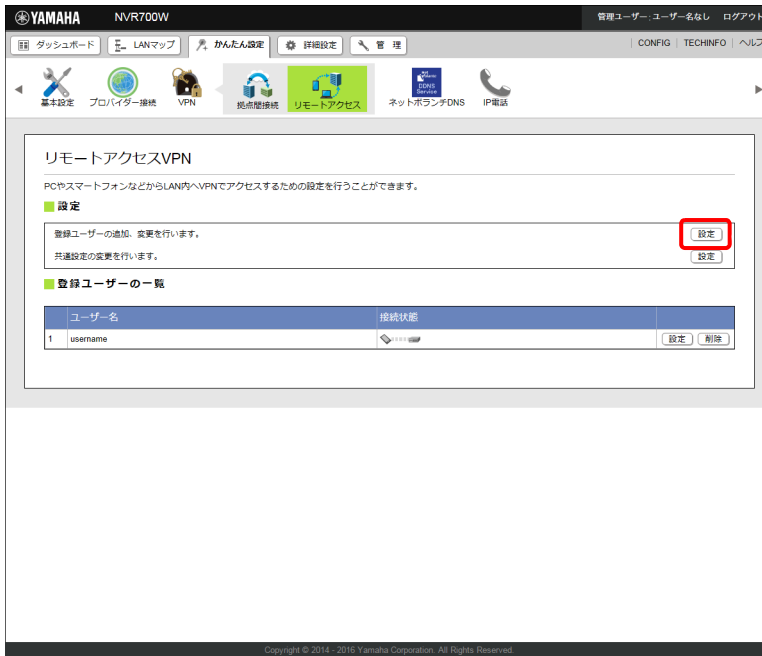 YAMAHA NVR700W 管理ユーザー:ユーザー名なし ログアウト
ダッシュボード LANマップ かんたん設定 詳細設定 管 理 CONFIG TECHINFO ヘルプ
基本設定 プロバイダー接続 VPN 拠点間接続 リモートアクセス DDNS Service ネットボランチDNS IP電話
リモートアクセスVPN
PCやスマートフォンなどからLAN内へVPNでアクセスするための設定を行うことができます。
設定
登録ユーザーの追加、変更を行います。 設定
共通設定の変更を行います。 設定
登録ユーザーの一覧
ユーザー名 接続状態
1 username 設定 削除
Copyright © 2014 - 2016 Yamaha Corporation. All Rights Reserved.